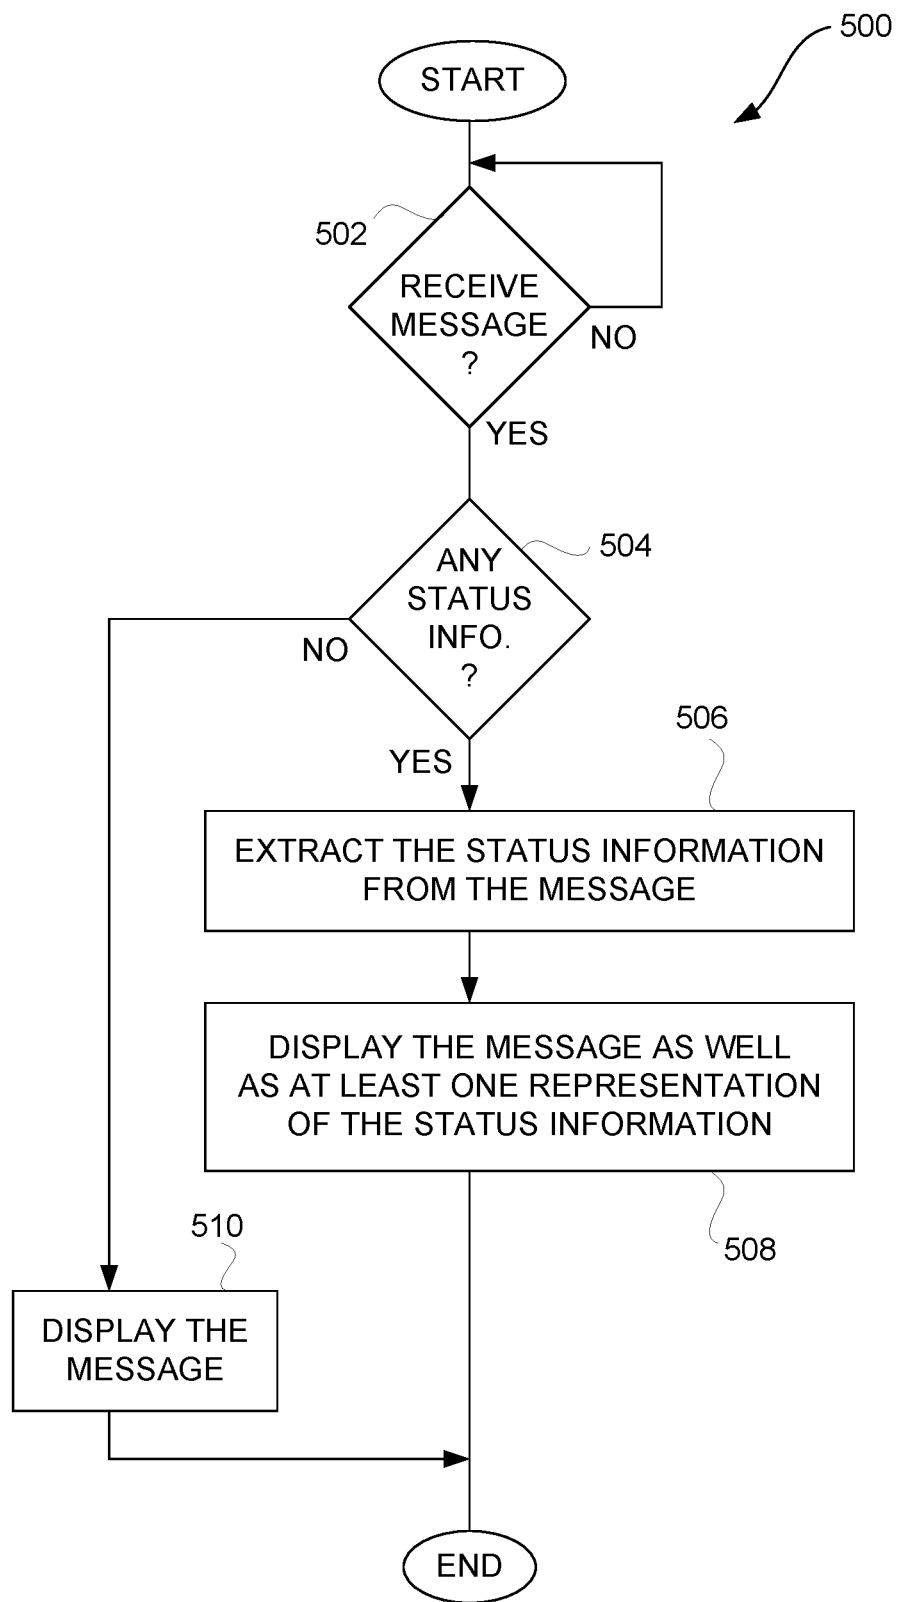 500
START
502
RECEIVE
MESSAGE
?
NO
YES
504
ANY
STATUS
INFO.
?
NO
YES
506
EXTRACT THE STATUS INFORMATION
FROM THE MESSAGE
DISPLAY THE MESSAGE AS WELL
AS AT LEAST ONE REPRESENTATION
OF THE STATUS INFORMATION
508
510
DISPLAY THE
MESSAGE
END